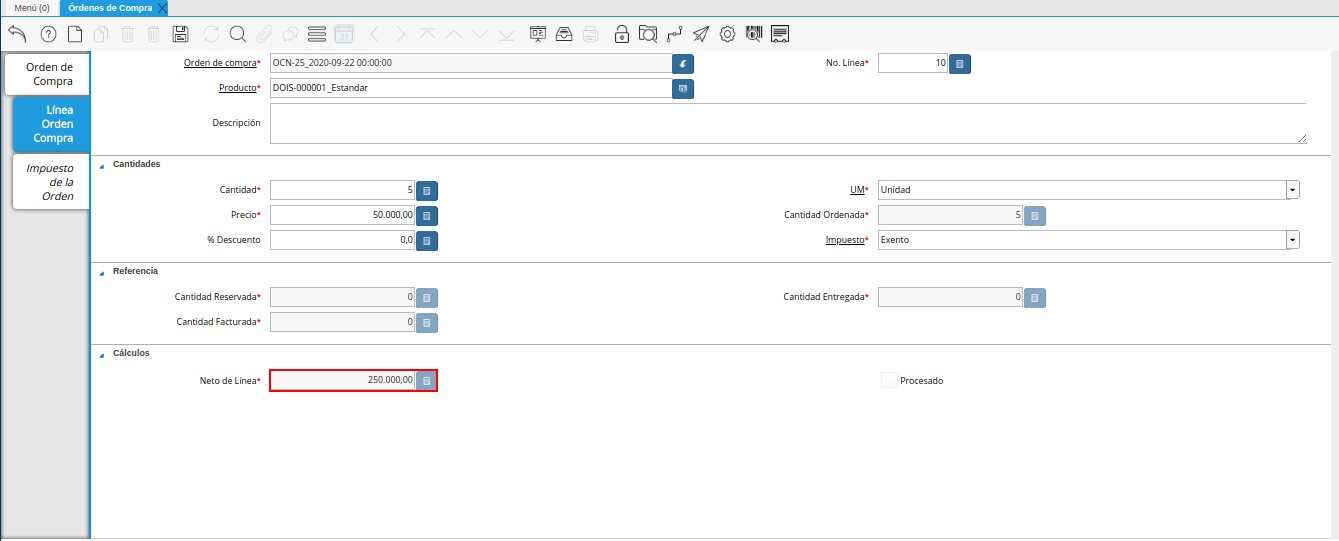 Menú (0) Órdenes de Compra
31
Orden de
Compra
Línea
Orden
Compra
Impuesto
de la
Orden
Orden de compra* OCN-25_2020-09-22 00:00:00 No. Línea* 10
Producto* DOIS-000001_Estandar
Descripción
Cantidades
Cantidad* 5 UM* Unidad
Precio* 50.000,00 Cantidad Ordenada* 5
% Descuento 0,0 Impuesto* Exento
Referencia
Cantidad Reservada* 0 Cantidad Entregada* 0
Cantidad Facturada* 0
Cálculos
Neto de Línea* 250.000,00 Procesado